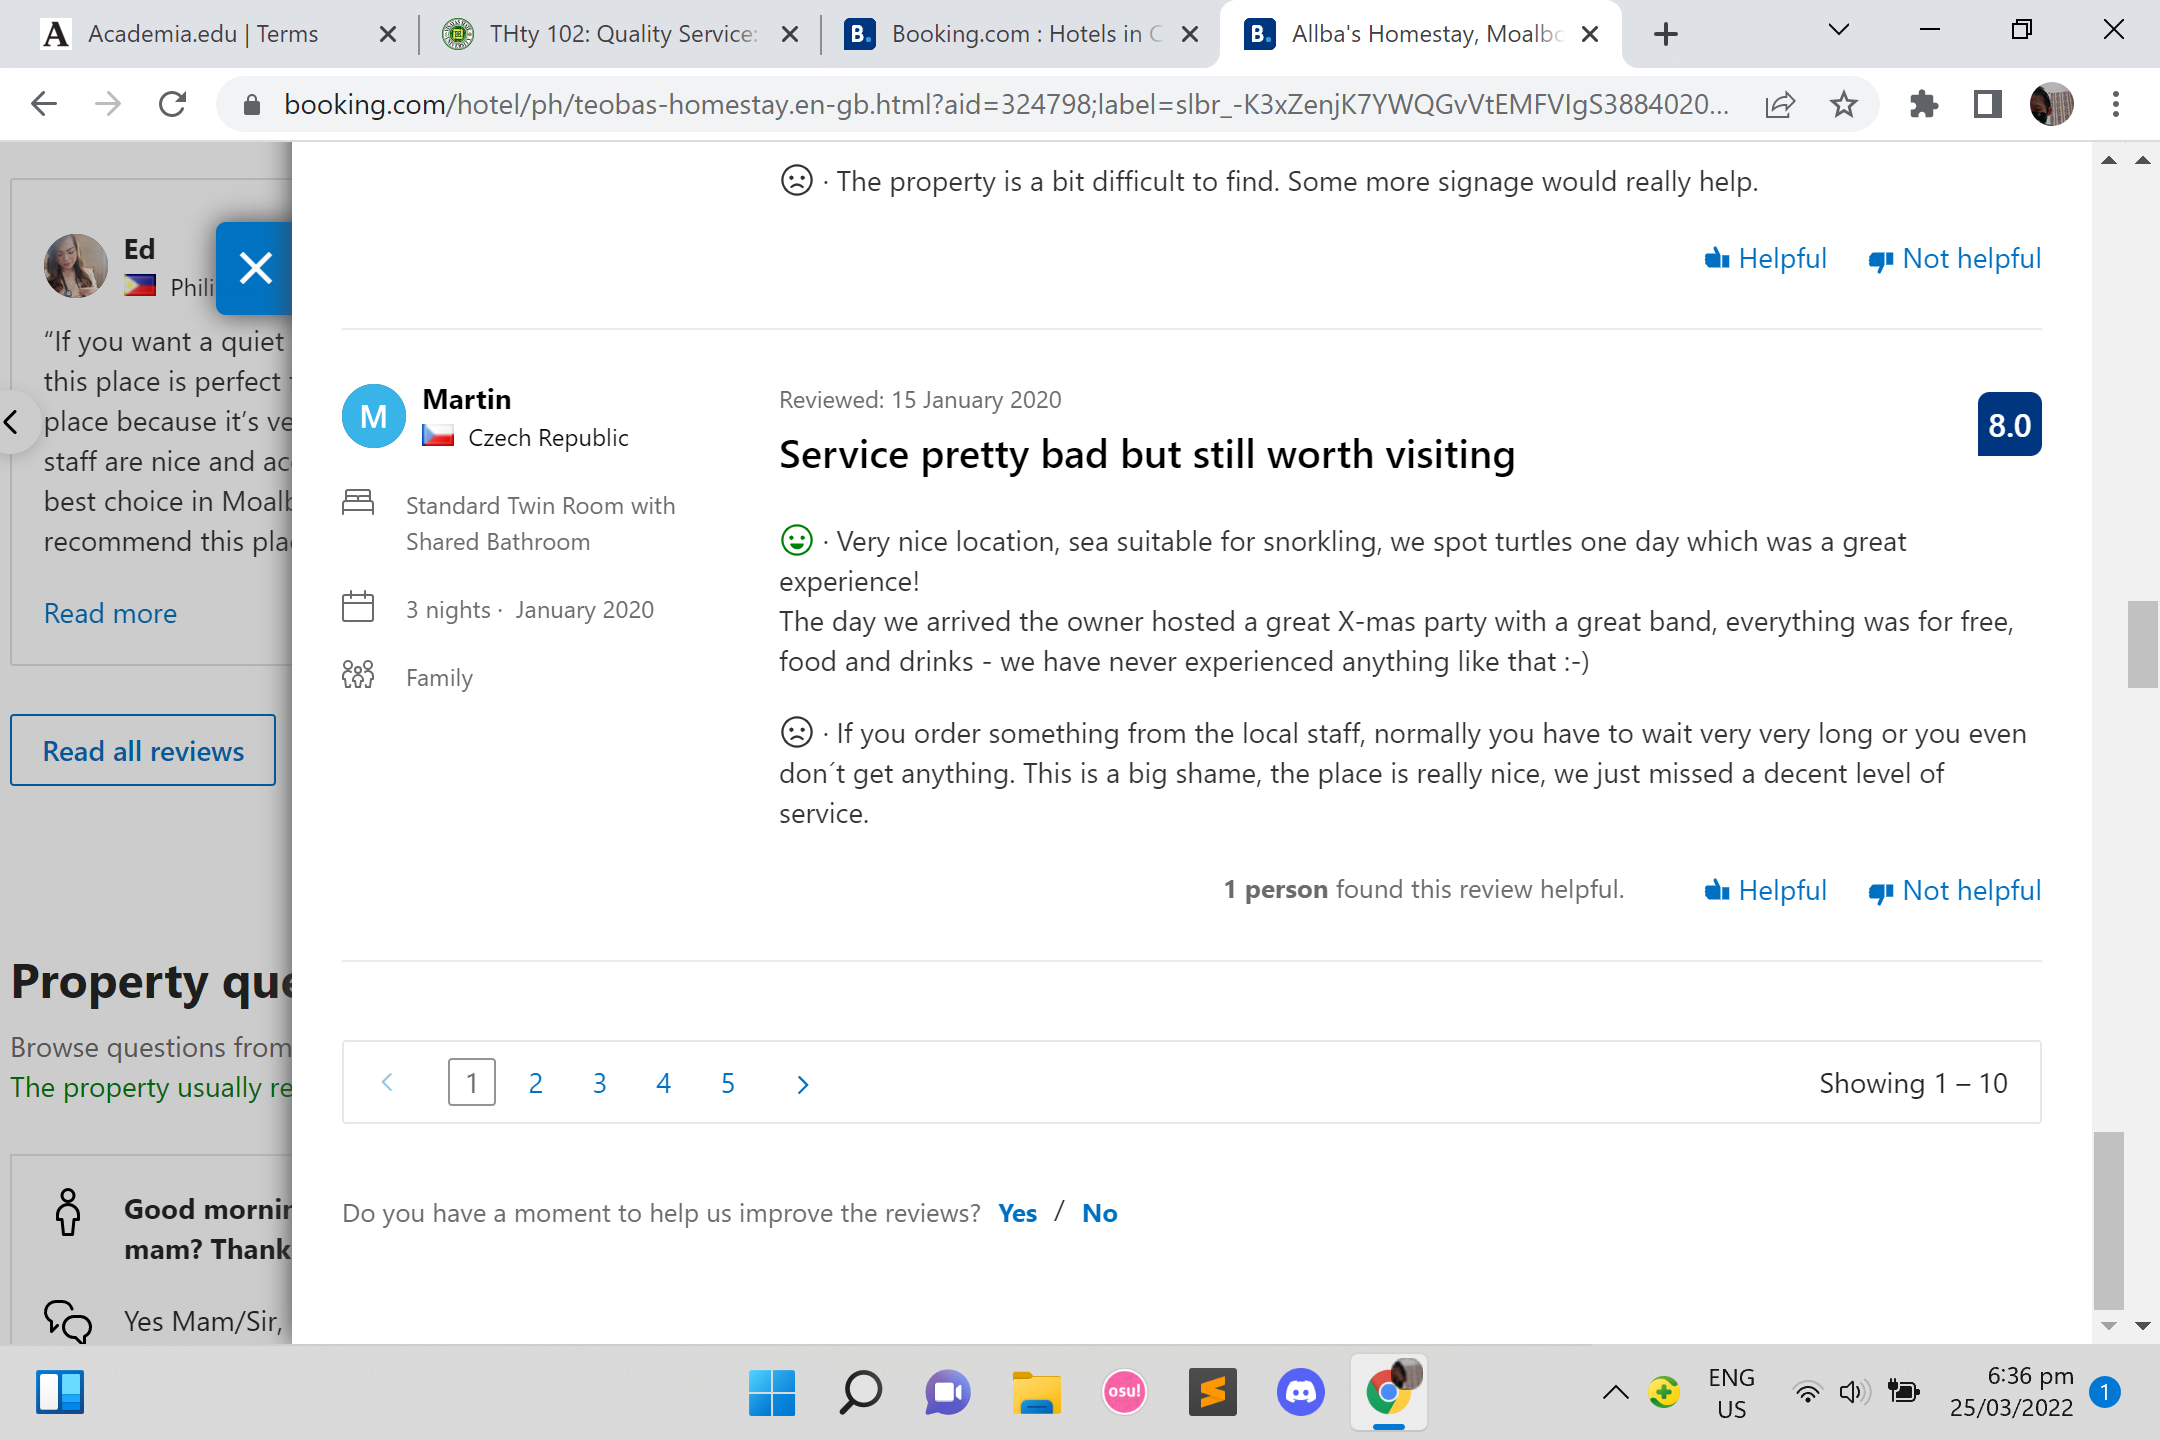 Academia.edu | Terms
THty 102: Quality Service:
Booking.com : Hotels in C
Allba's Homestay, Moalbo
booking.com/hotel/ph/teobas-homestay.en-gb.html?aid=324798;label=slbr_-K3xZenjK7YWQGvVtEMFVIgS3884020...
Ed
Phili
“If you want a quiet
this place is perfect
place because it’s ve
staff are nice and ac
best choice in Moalb
recommend this pla
Read more
Read all reviews
Property que
Browse questions from
The property usually re
Good mornin
mam? Thank
Yes Mam/Sir,
· The property is a bit difficult to find. Some more signage would really help.
Helpful Not helpful
M
Martin
Czech Republic
Standard Twin Room with
Shared Bathroom
3 nights · January 2020
Family
Reviewed: 15 January 2020
Service pretty bad but still worth visiting
8.0
· Very nice location, sea suitable for snorkling, we spot turtles one day which was a great
experience!
The day we arrived the owner hosted a great X-mas party with a great band, everything was for free,
food and drinks - we have never experienced anything like that :-)
· If you order something from the local staff, normally you have to wait very very long or you even
don´t get anything. This is a big shame, the place is really nice, we just missed a decent level of
service.
1 person found this review helpful. Helpful Not helpful
1 2 3 4 5
Showing 1 – 10
Do you have a moment to help us improve the reviews? Yes / No
osu!
ENG
US
6:36 pm
25/03/2022
1